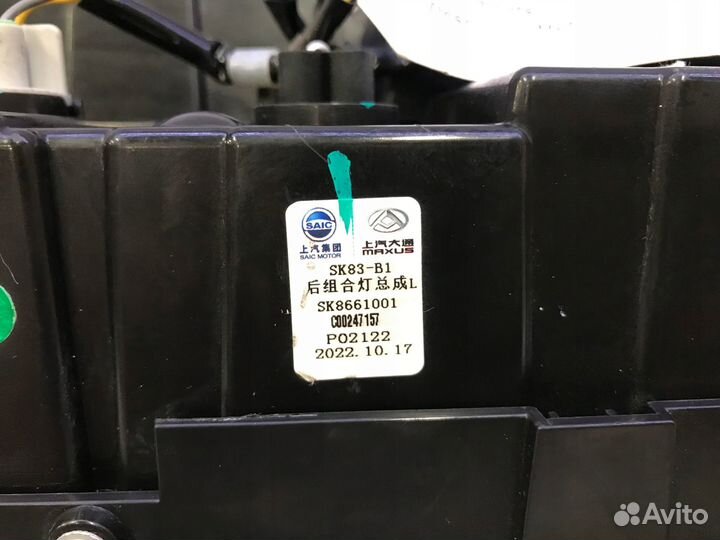 SAIC
上汽集团 上汽大通
SAIC MOTOR MAXUS
SK83-B1
后组合灯总成L
SK8661001
C00247157
P02122
2022.10.17
Avito